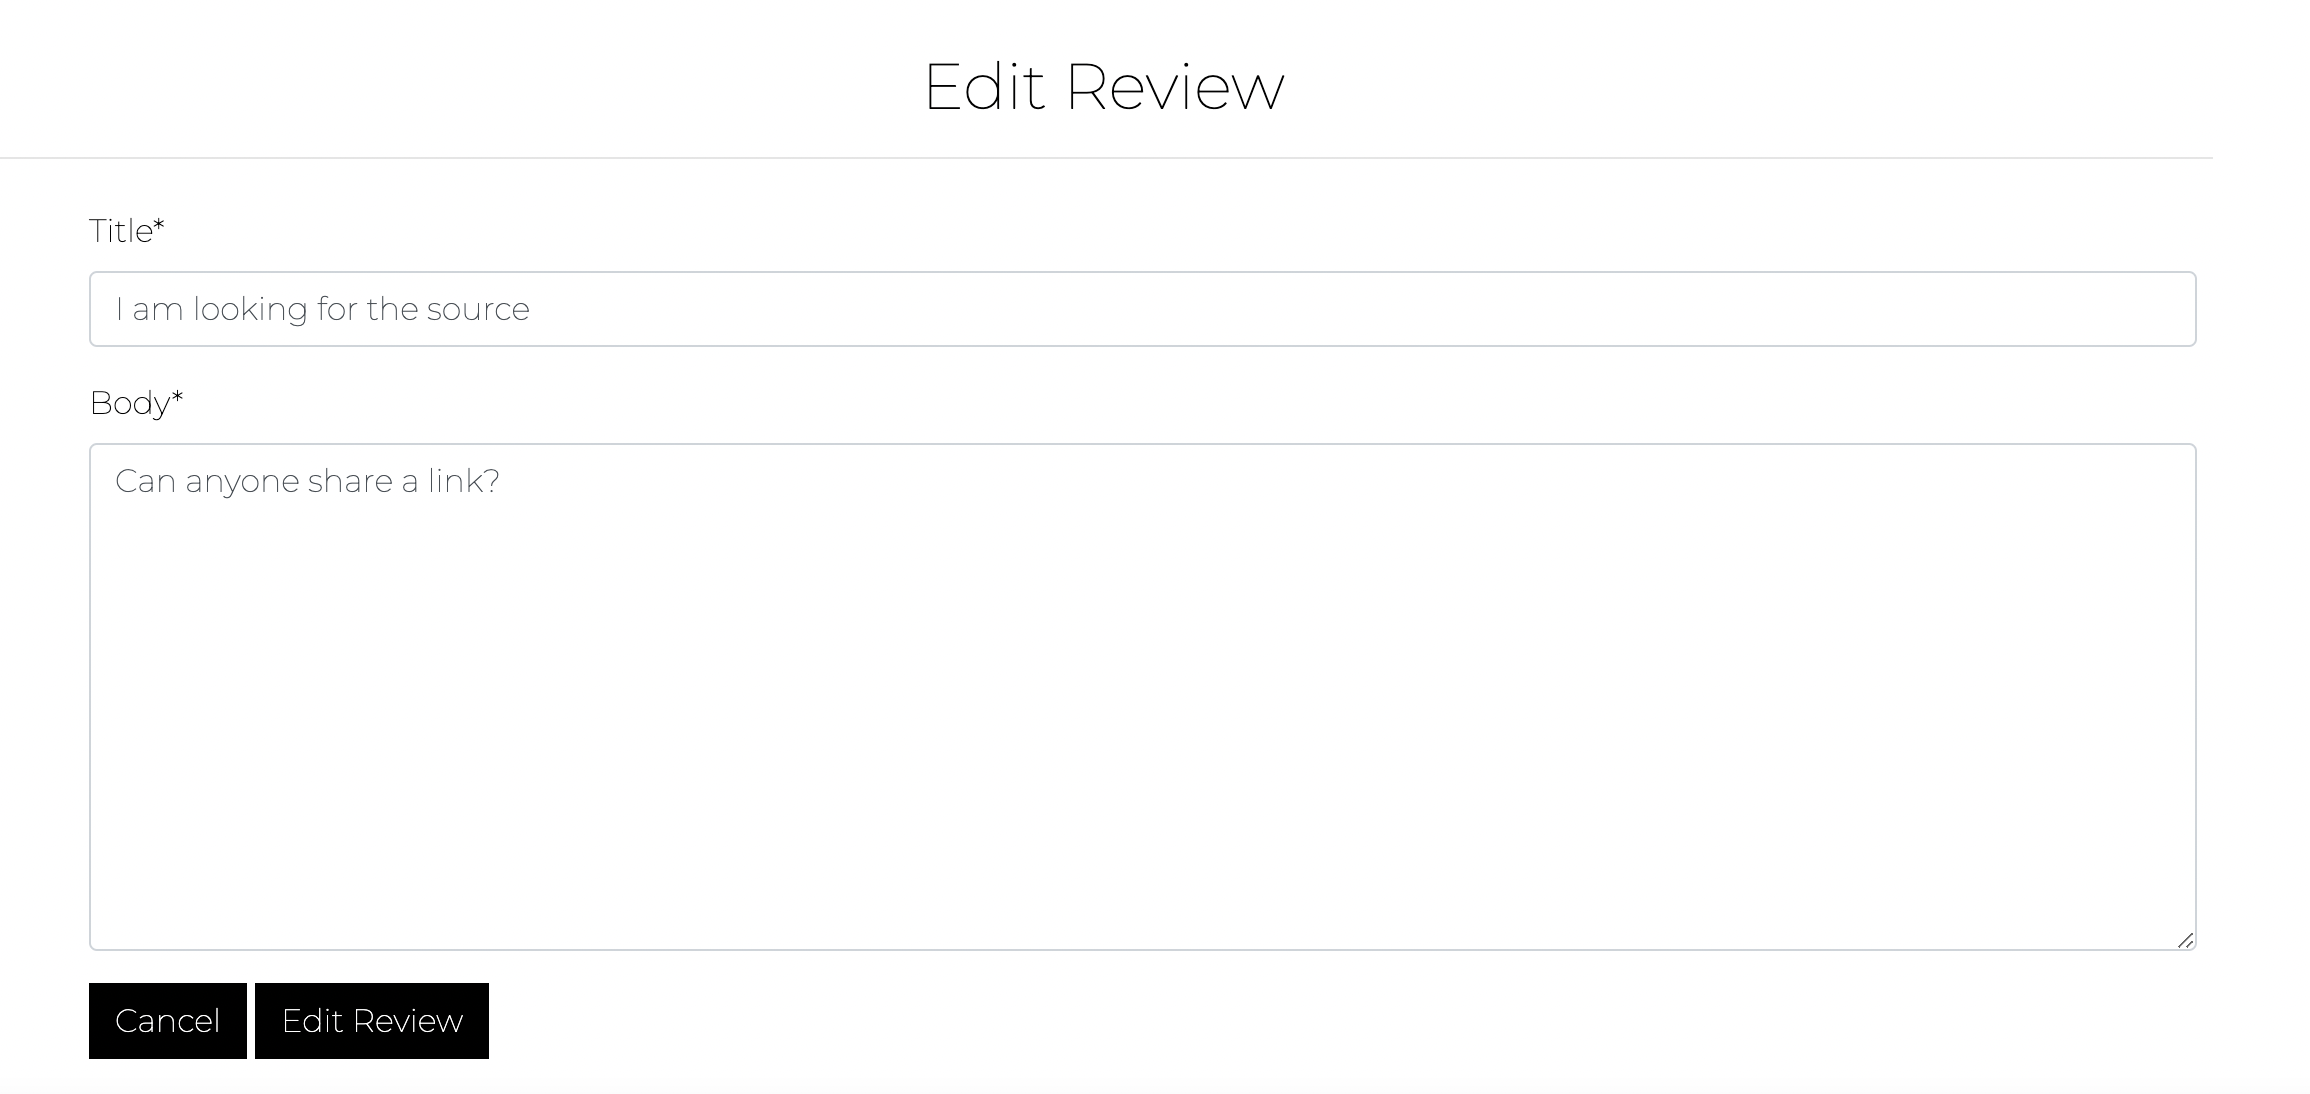 Edit Review
Title*
I am looking for the source
Body*
Can anyone share a link?
Cancel
Edit Review